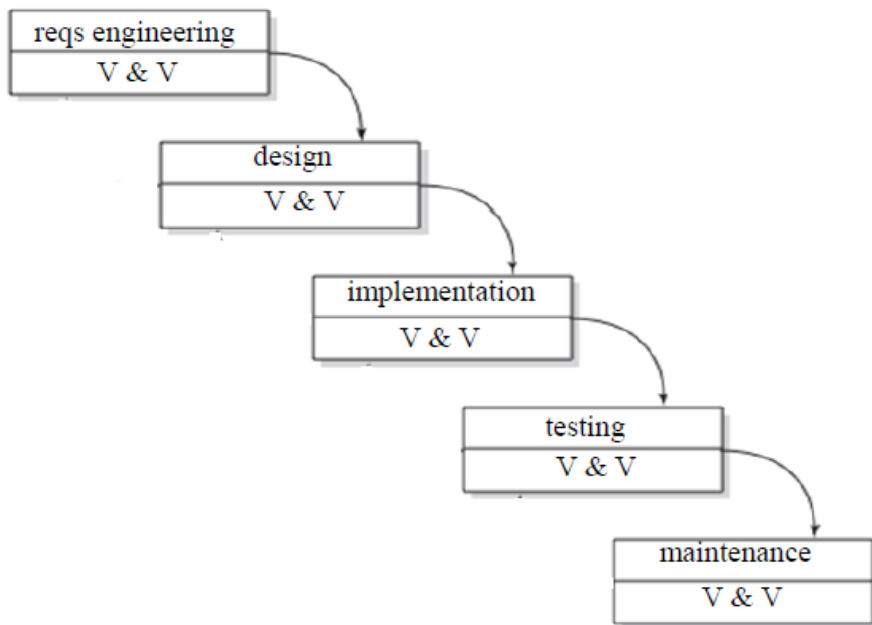 reqs engineering
V & V
design
V & V
implementation
V & V
testing
V & V
maintenance
V & V